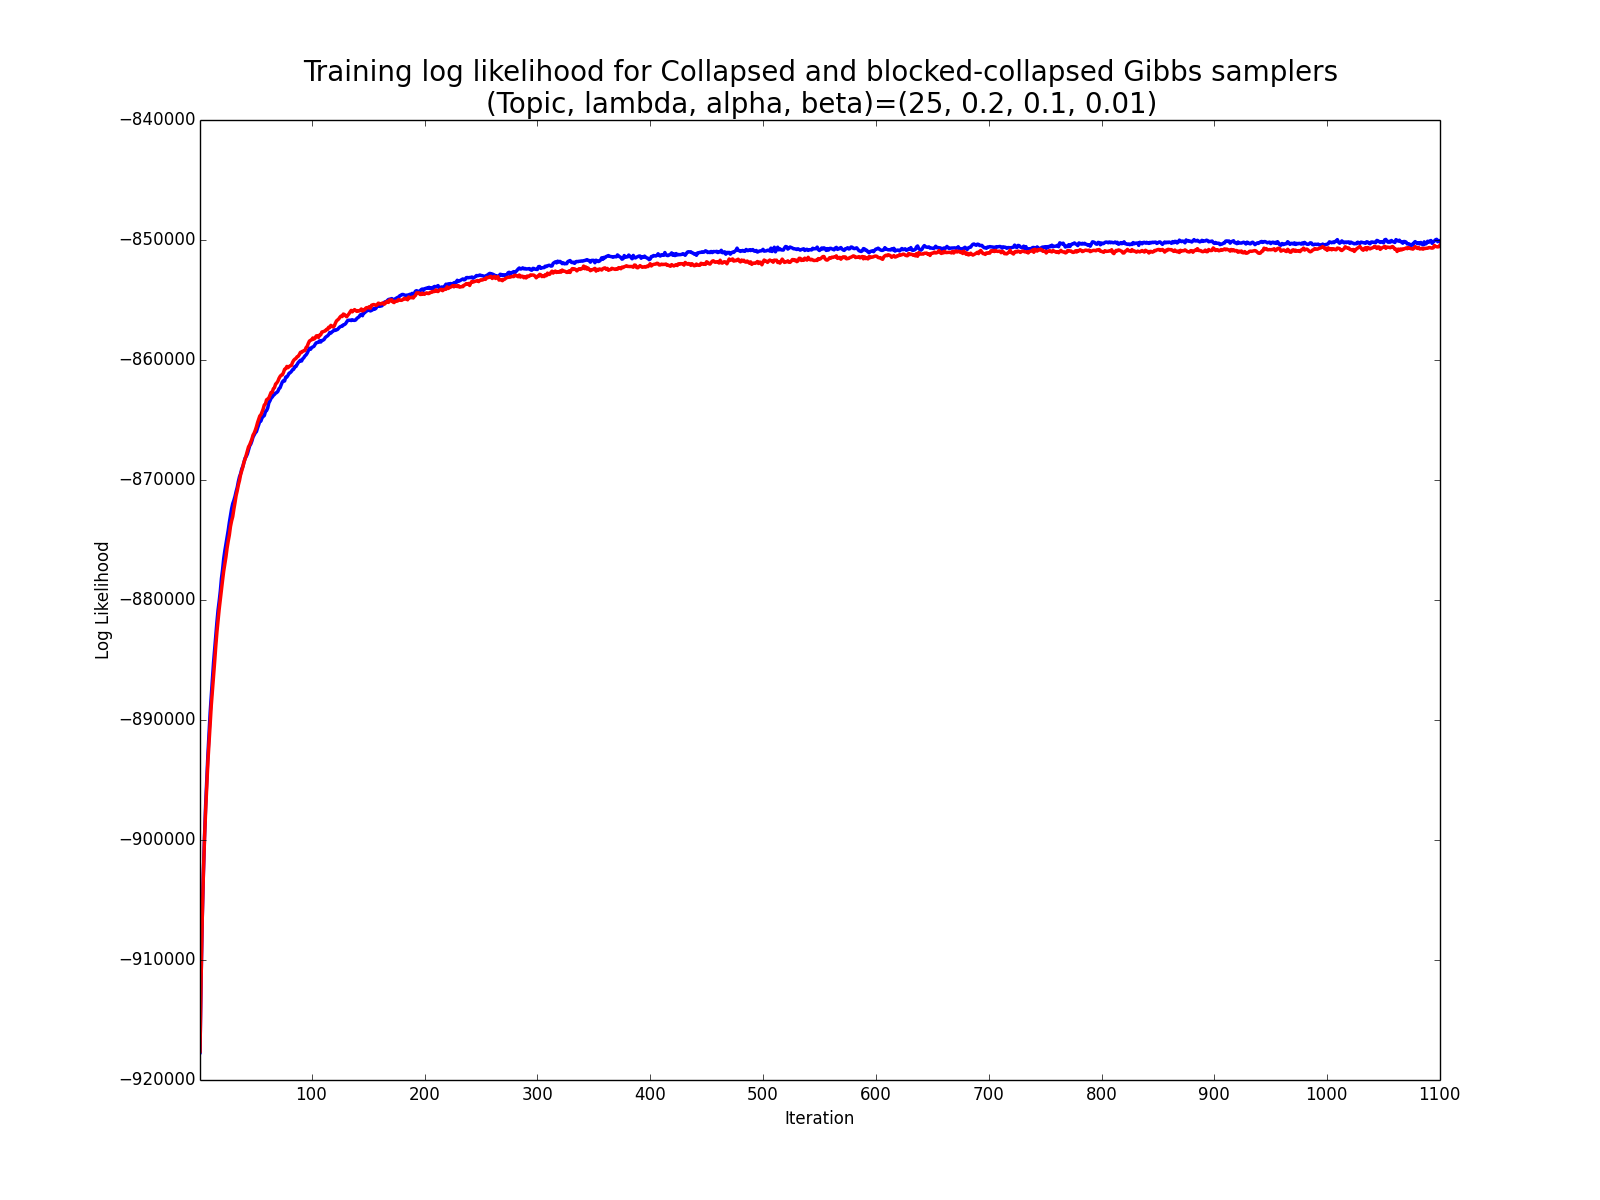 Training log likelihood for Collapsed and blocked-collapsed Gibbs samplers
(Topic, lambda, alpha, beta)=(25, 0.2, 0.1, 0.01)
−840000
−850000
−860000
−870000
−880000
−890000
−900000
−910000
−920000
Log Likelihood
100 200 300 400 500 600 700 800 900 1000 1100
Iteration